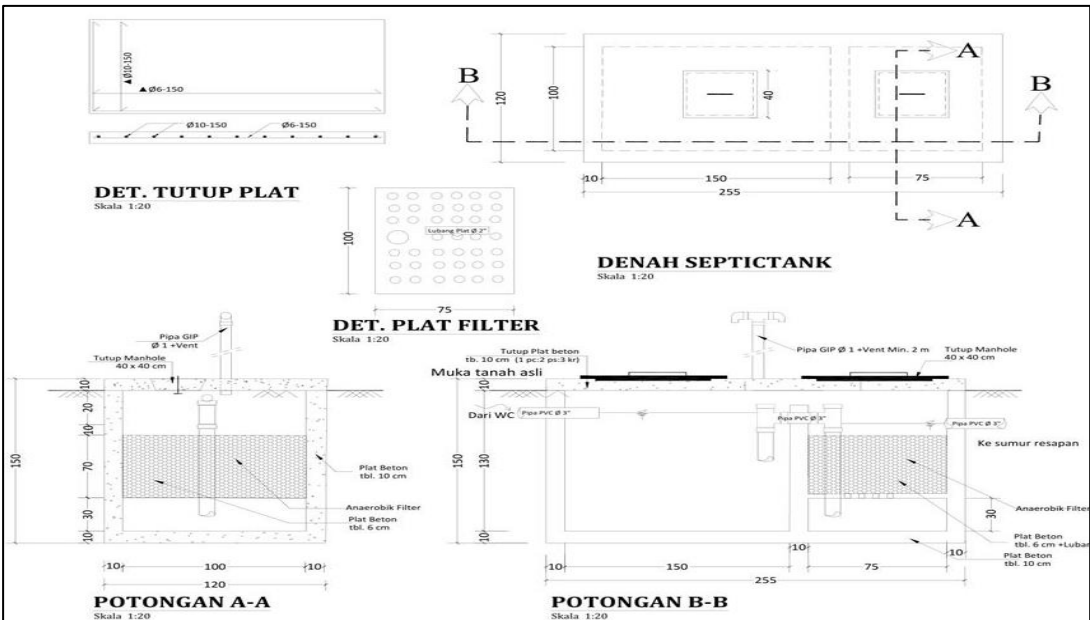 ▲Ø10-150
▲Ø6-150
Ø10-150
Ø6-150
DET. TUTUP PLAT
Skala 1:20
B
B
A
A
120
100
40
10
150
75
255
DENAH SEPTICTANK
Skala 1:20
100
Lubang Plat Ø 2"
75
DET. PLAT FILTER
Skala 1:20
Pipa GIP
Ø 1 +Vent
Tutup Manhole
40 x 40 cm
10
20
10
70
30
10
150
Plat Beton
tbl. 10 cm
Anaerobik Filter
Plat Beton
tbl. 6 cm
10
100
10
120
POTONGAN A-A
Skala 1:20
Tutup Plat beton
tb. 10 cm (1 pc:2 ps:3 kr)
Muka tanah asli
Pipa GIP Ø 1 +Vent Min. 2 m
Tutup Manhole
40 x 40 cm
Dari WC
Pipa PVC Ø 3"
Pipa PVC Ø 3"
Pipa PVC Ø 3"
Ke sumur resapan
10
130
10
150
30
Anaerobik Filter
Plat Beton
tbl. 6 cm +Luban
Plat Beton
tbl. 10 cm
10
150
10
75
10
255
POTONGAN B-B
Skala 1:20